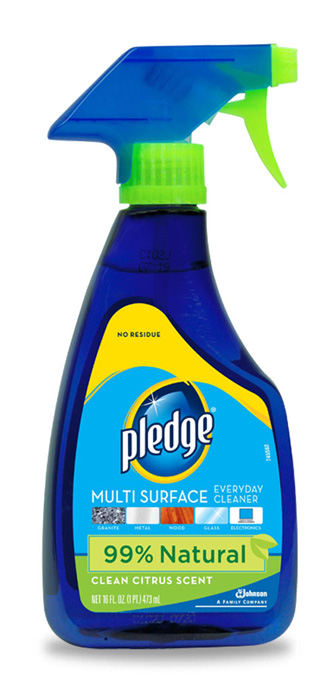 NO RESIDUE
pledge®
MULTI SURFACE EVERYDAY CLEANER
GRANITE METAL WOOD GLASS ELECTRONICS
99% Natural
CLEAN CITRUS SCENT
NET 16 FL. OZ. (1 PT.) 473 mL
SC Johnson
A FAMILY COMPANY